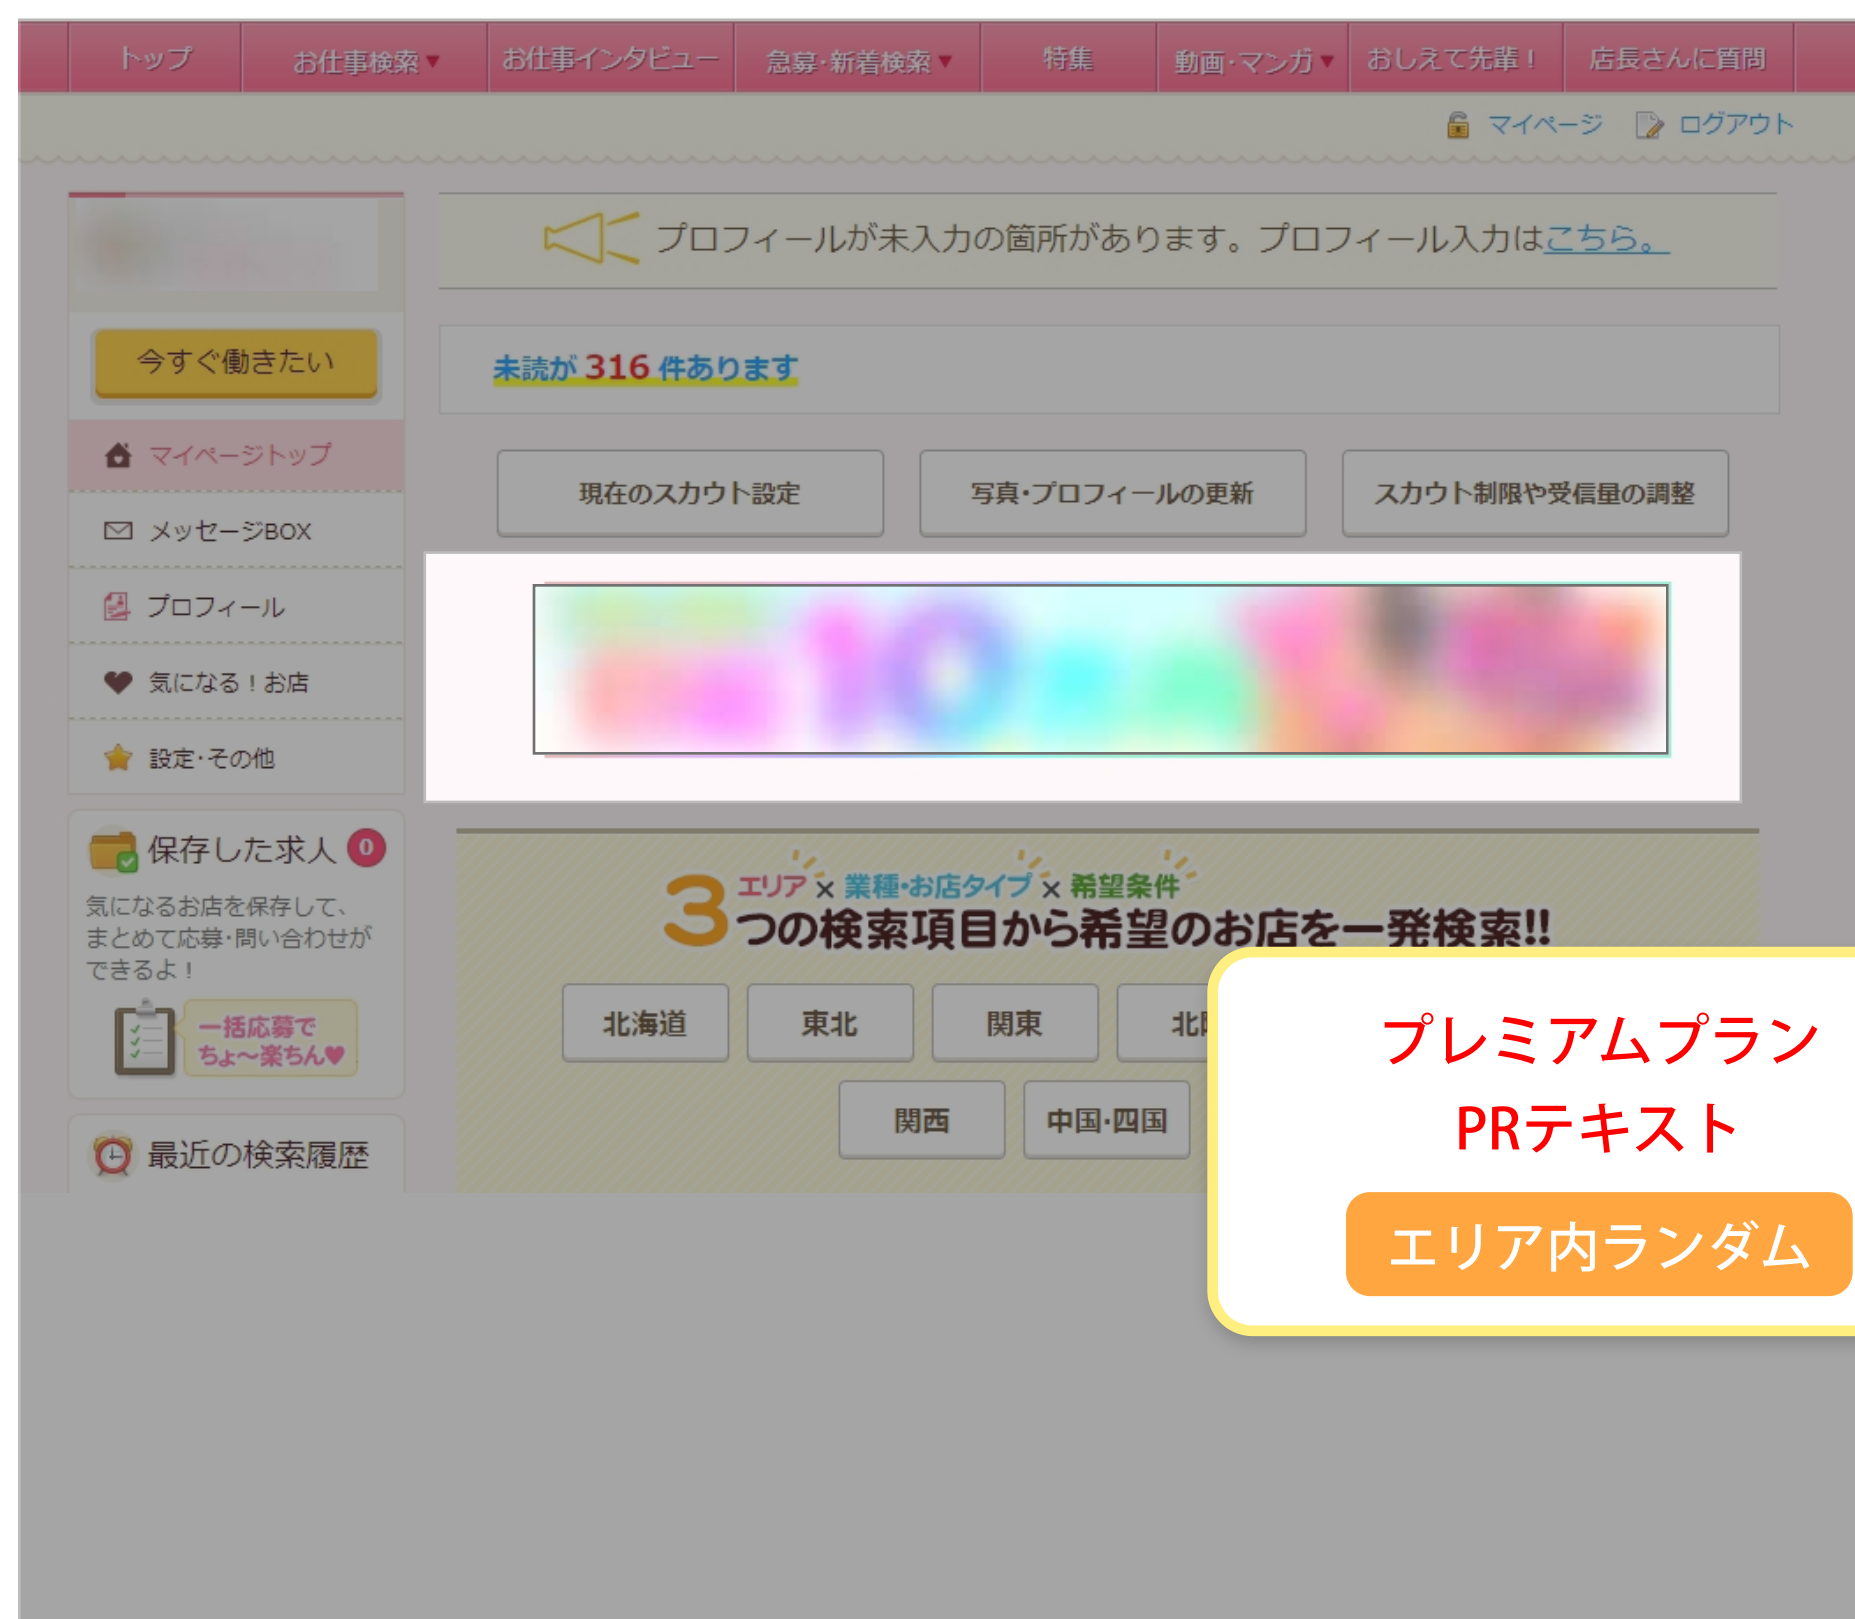 トップ
お仕事検索▼
お仕事インタビュー
急募・新着検索▼
特集
動画・マンガ▼
おしえて先輩！
店長さんに質問
マイページ
ログアウト
プロフィールが未入力の箇所があります。プロフィール入力はこちら。
今すぐ働きたい
未読が 316 件あります
マイページトップ
メッセージBOX
プロフィール
気になる！お店
設定・その他
現在のスカウト設定
写真・プロフィールの更新
スカウト制限や受信量の調整
保存した求人 0
気になるお店を保存して、
まとめて応募・問い合わせが
できるよ！
一括応募で
ちょ〜楽ちん♥
最近の検索履歴
エリア×業種・お店タイプ×希望条件
3つの検索項目から希望のお店を一発検索!!
北海道
東北
関東
北
関西
中国・四国
プレミアムプラン
PRテキスト
エリア内ランダム